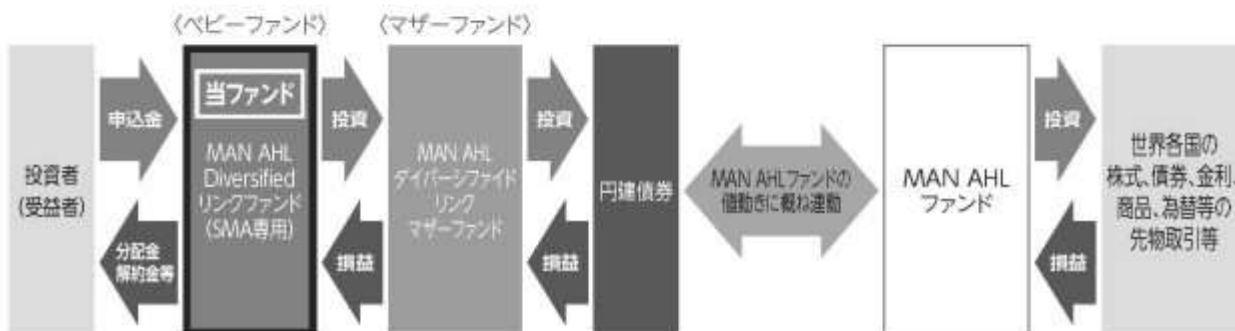 〈ベビーファンド〉
〈マザーファンド〉
投資者
(受益者)
申込金
分配金
解約金等
当ファンド
MAN AHL
Diversified
リンクファンド
(SMA専用)
投資
損益
MAN AHL
ダイバーシファイド
リンク
マザーファンド
投資
損益
円建債券
MAN AHLファンドの
値動きに概ね連動
MAN AHL
ファンド
投資
損益
世界各国の
株式、債券、金利、
商品、為替等の
先物取引等